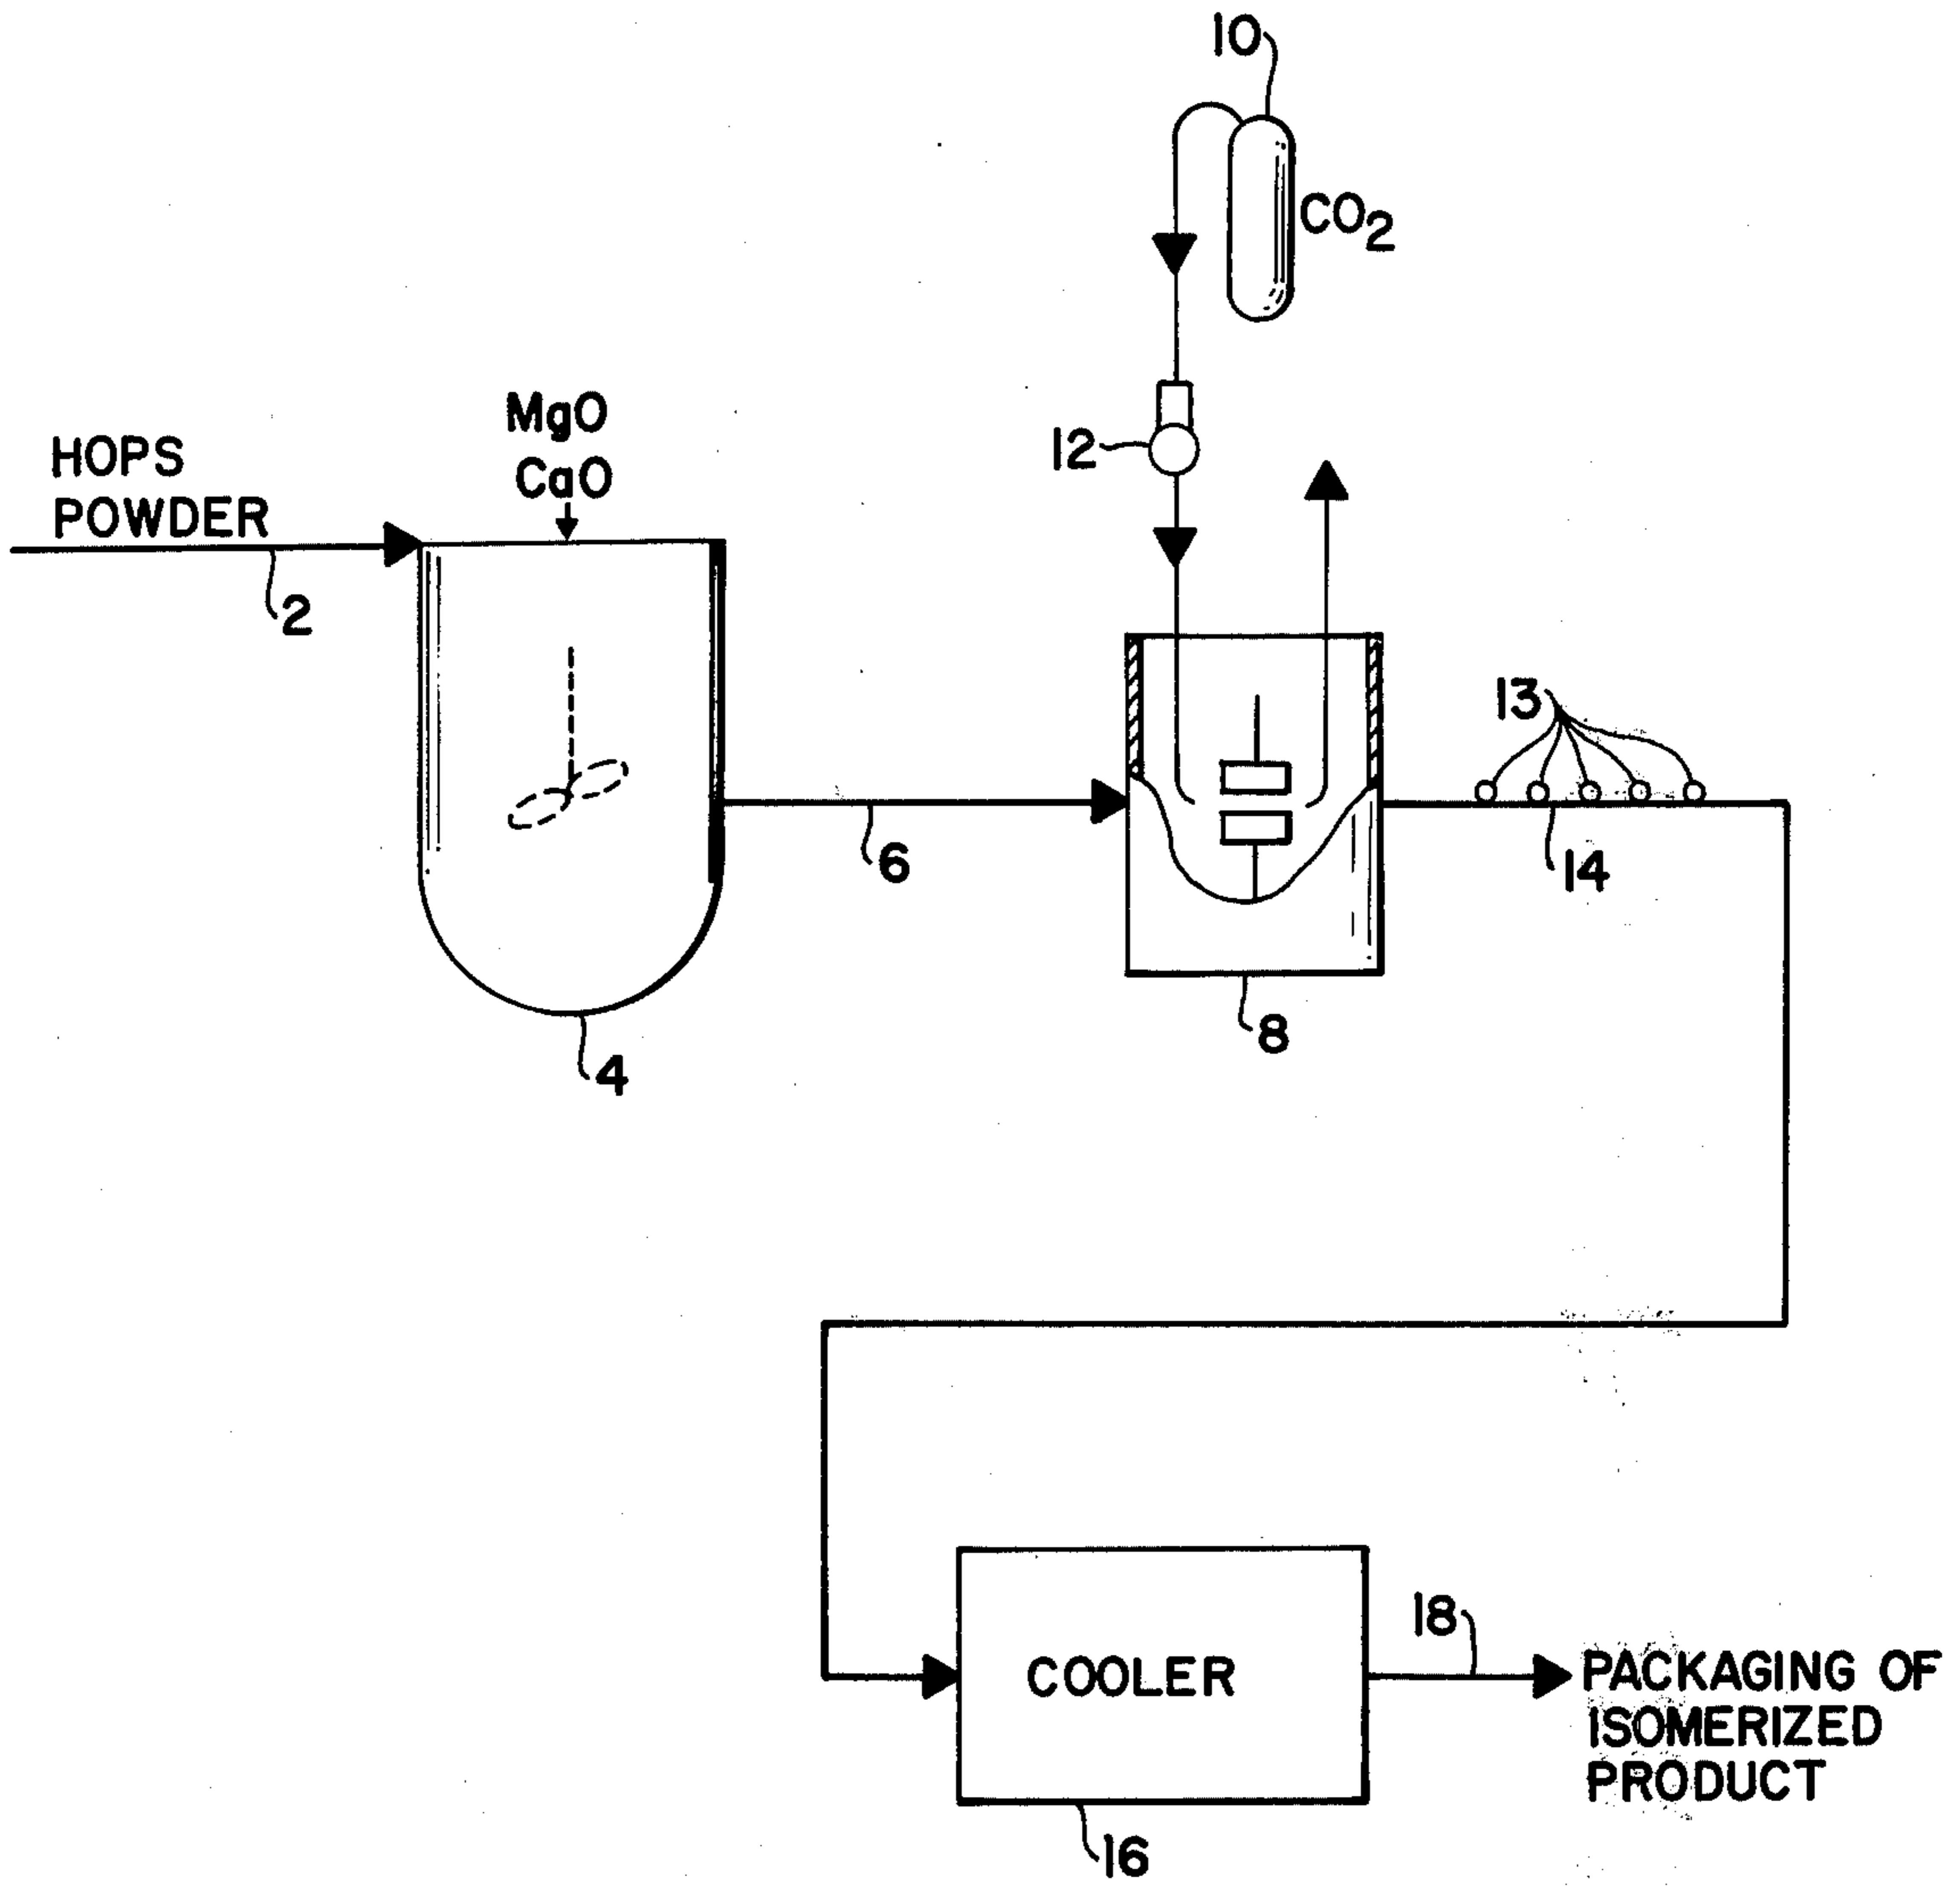 10
CO2
MgO
CaO
HOPS
POWDER
12
2
13
6
14
8
4
18
COOLER
PACKAGING OF
ISOMERIZED
PRODUCT
16